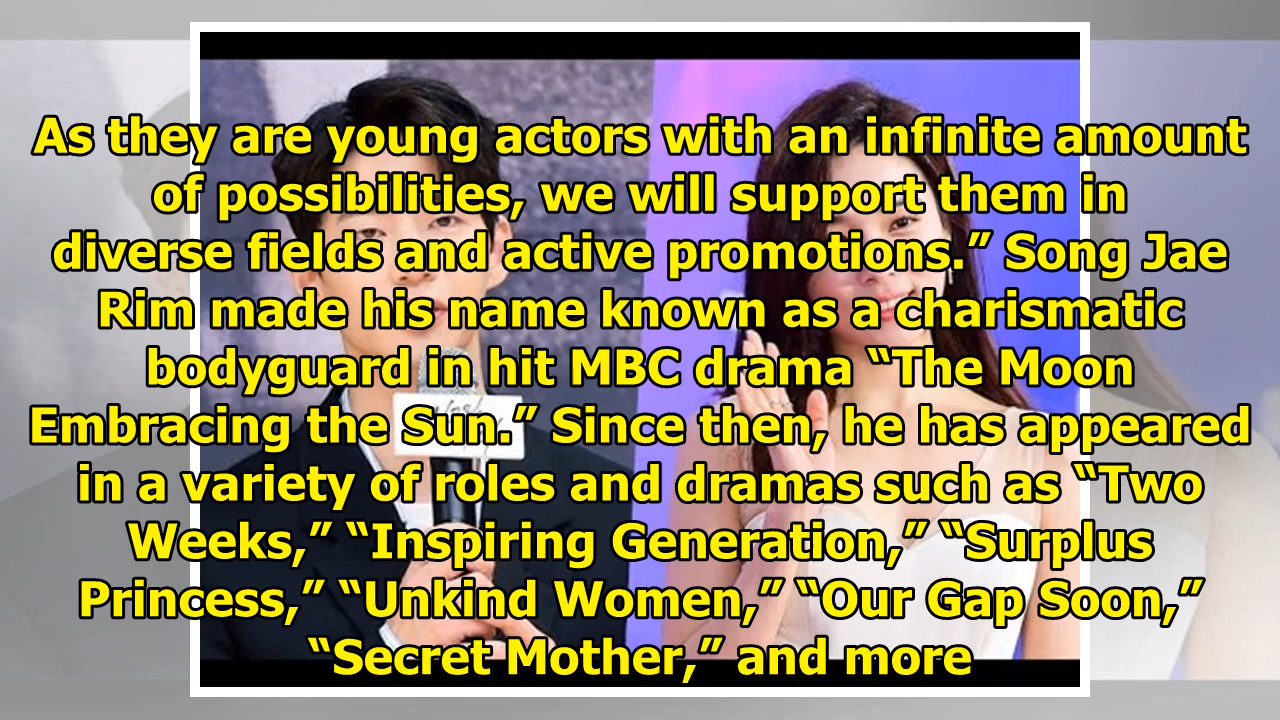 As they are young actors with an infinite amount
of possibilities, we will support them in
diverse fields and active promotions.” Song Jae
Rim made his name known as a charismatic
bodyguard in hit MBC drama “The Moon
Embracing the Sun.” Since then, he has appeared
in a variety of roles and dramas such as “Two
Weeks,” “Inspiring Generation,” “Surplus
Princess,” “Unkind Women,” “Our Gap Soon,”
“Secret Mother,” and more